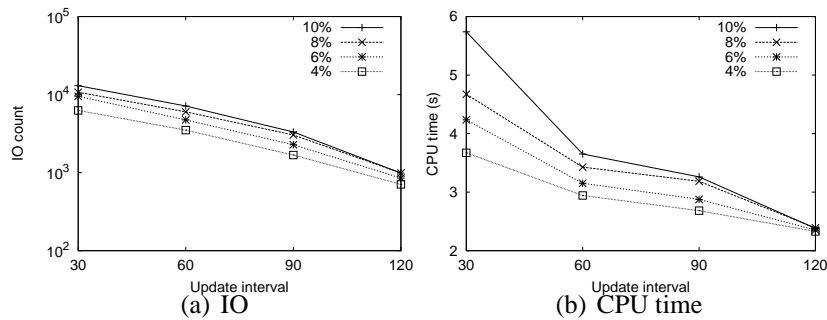 10^5
10^4
10^3
10^2
IO count
10%
8%
6%
4%
30 60 90 120
Update interval
(a) IO
6
5
4
3
2
CPU time (s)
10%
8%
6%
4%
30 60 90 120
Update interval
(b) CPU time